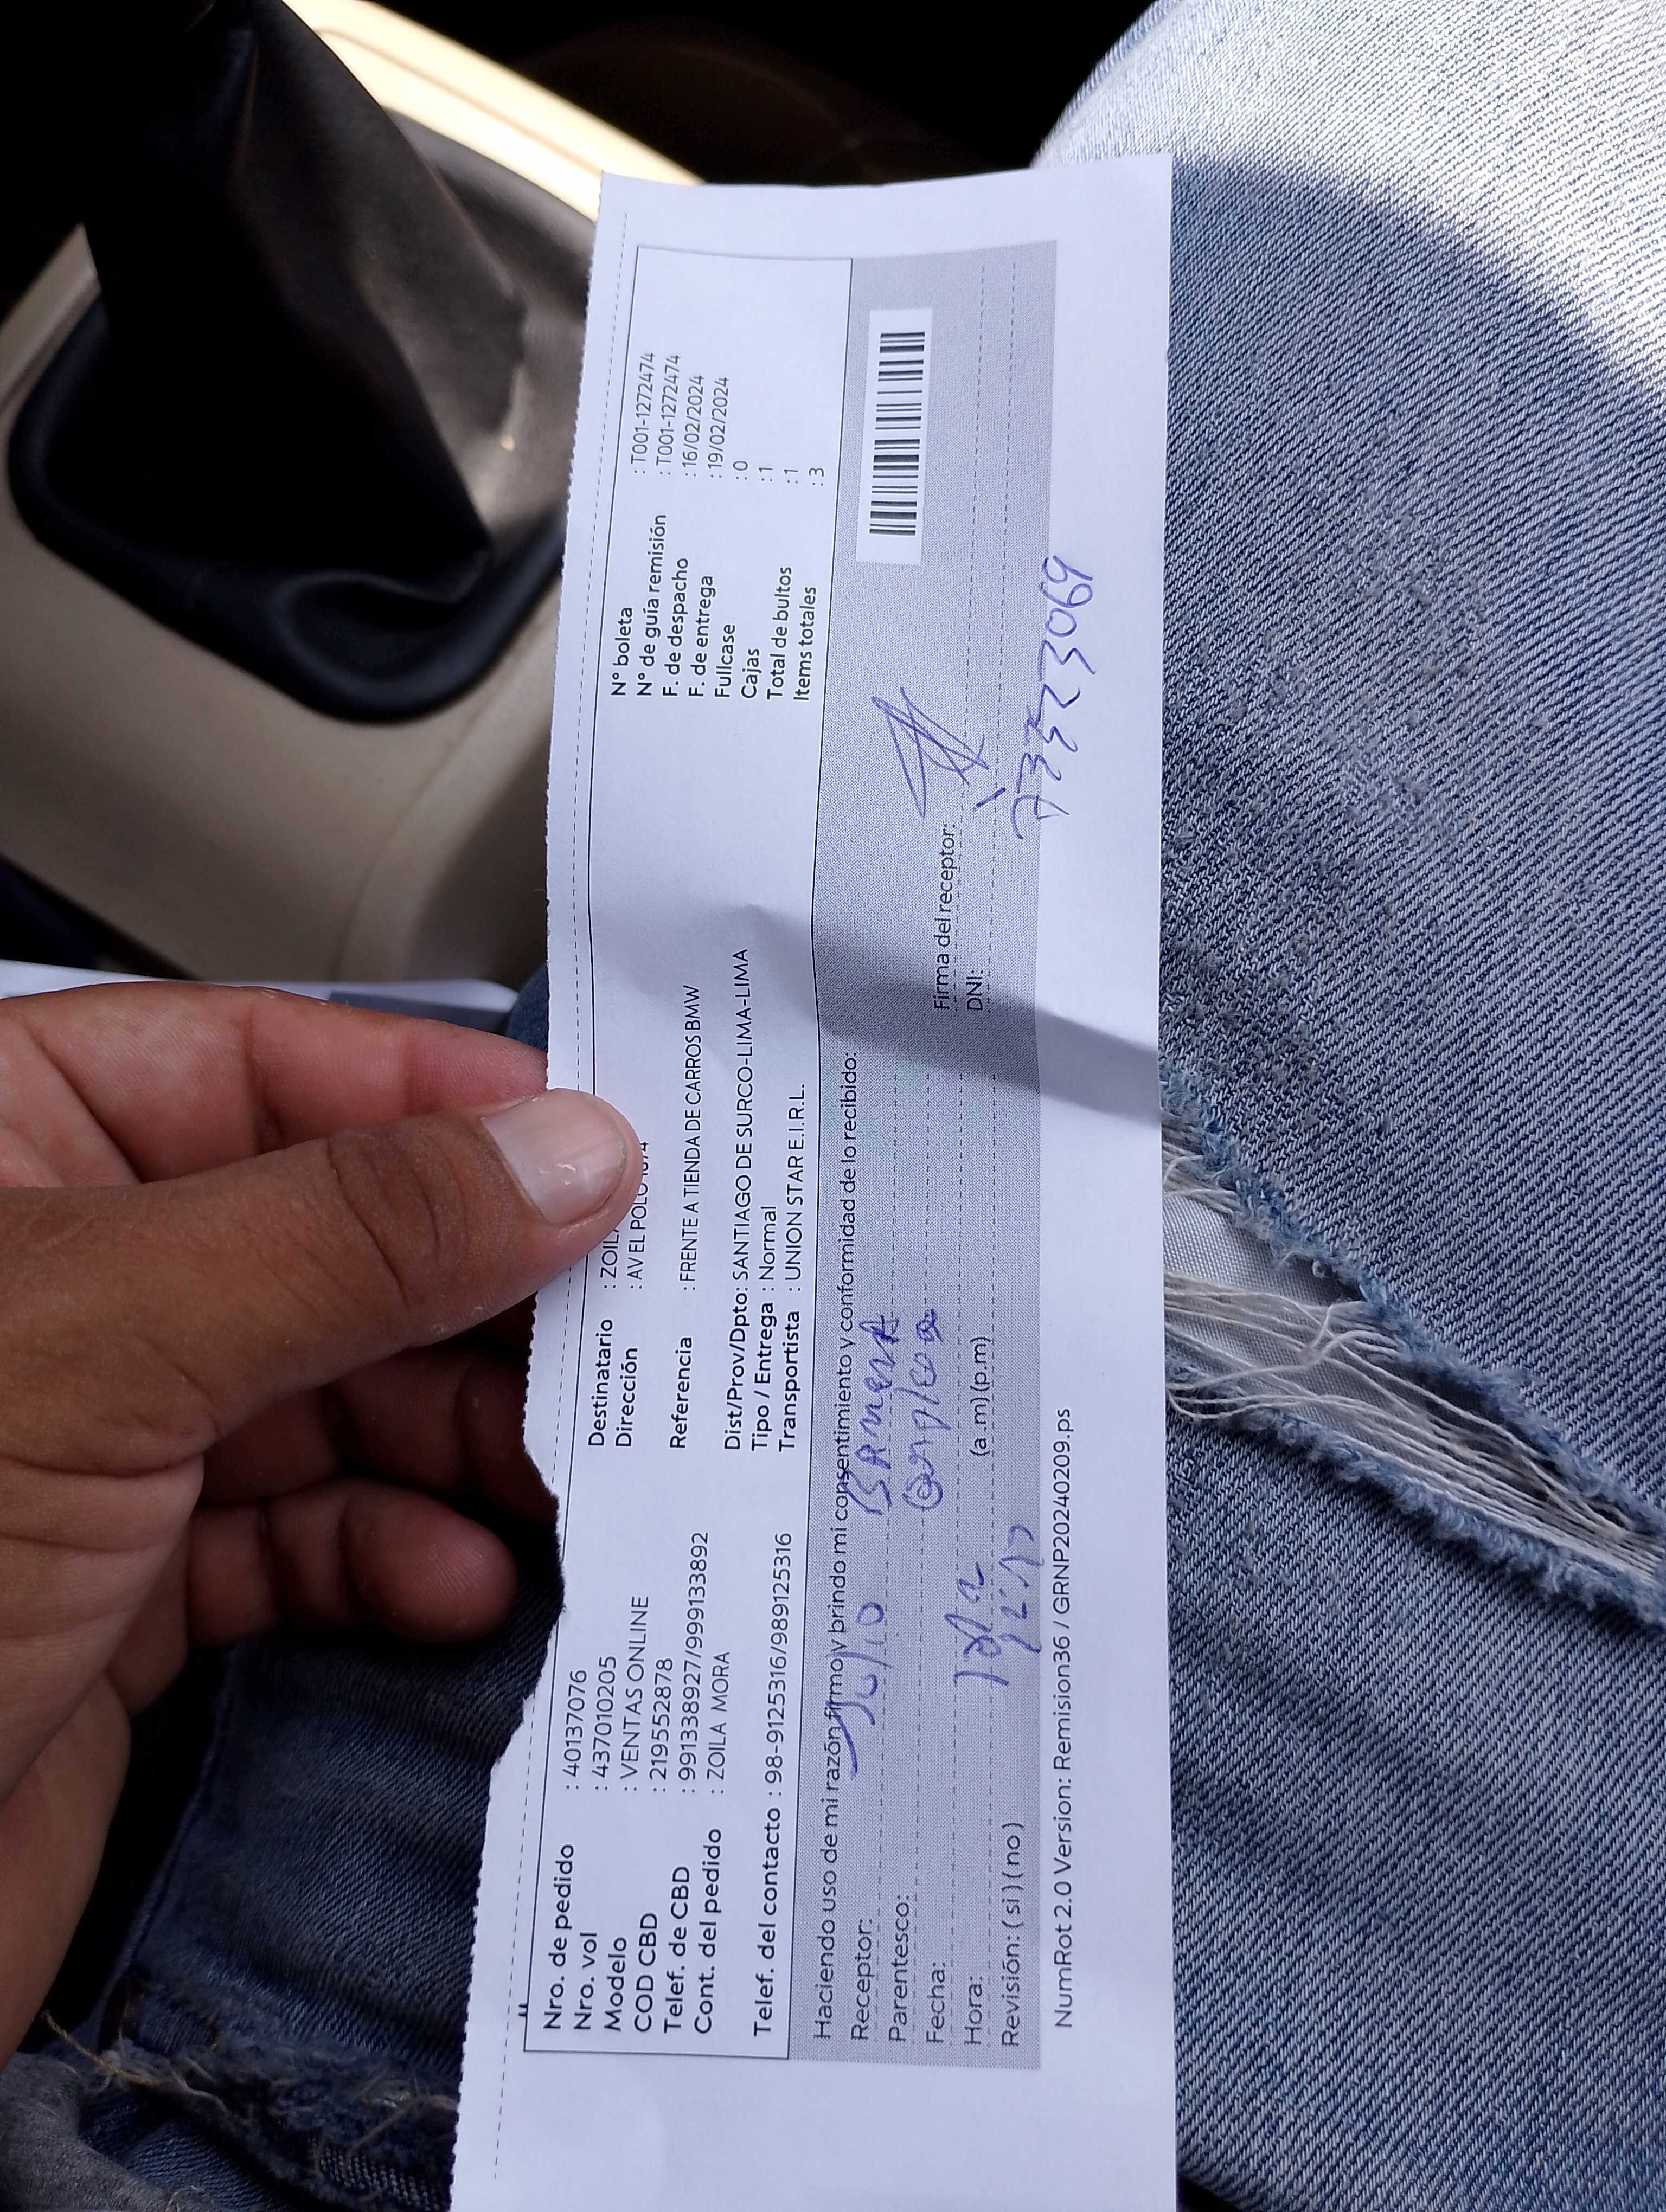 Nro. de pedido : 40137076
Nro. vol : 437010205
Modelo : VENTAS ONLINE
COD CBD : 219552878
Telef. de CBD : 991338927/999133892
Cont. del pedido : ZOILA MORA
Telef. del contacto : 98-9125316/989125316
Destinatario : ZOILA
Dirección : AV EL POLO
Referencia : FRENTE A TIENDA DE CARROS BMW
Dist/Prov/Dpto: SANTIAGO DE SURCO-LIMA-LIMA
Tipo / Entrega : Normal
Transportista : UNION STAR E.I.R.L.
N° boleta : T001-1272474
N° de guía remisión : T001-1272474
F. de despacho : 16/02/2024
F. de entrega : 19/02/2024
Fullcase : 0
Cajas : 1
Total de bultos : 1
Items totales : 3
Haciendo uso de mi razón firmo y brindo mi consentimiento y conformidad de lo recibido:
Receptor: Julio
Parentesco:
Fecha:
Hora: (a .m) (p.m)
Revisión: ( si ) ( no )
Firma del receptor:
DNI: 73523069
NumRot 2.0 Version: Remision36 / GRNP20240209.ps